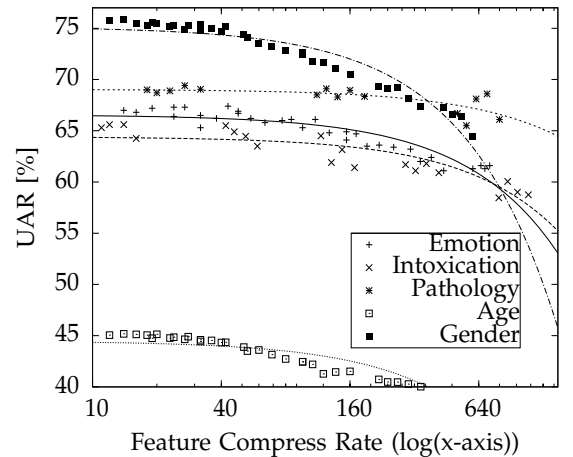 75
70
65
60
55
50
45
40
UAR [%]
Emotion
Intoxication
Pathology
Age
Gender
10 40 160 640
Feature Compress Rate (log(x-axis))